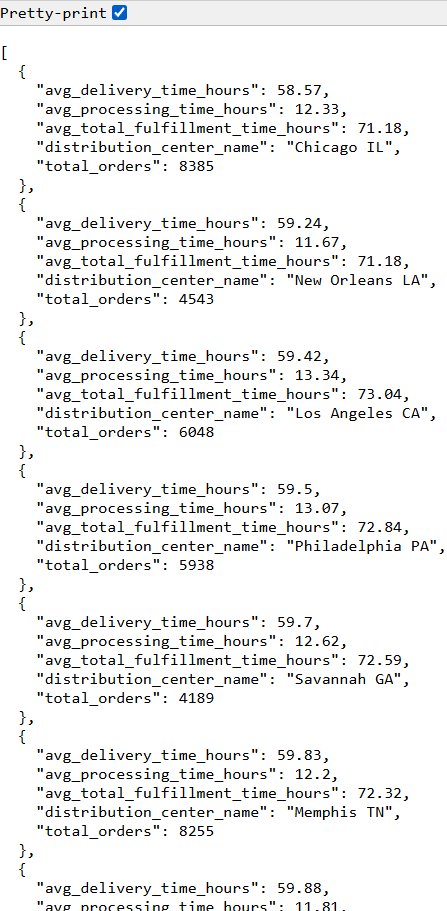 Pretty-print
[
  {
    "avg_delivery_time_hours": 58.57,
    "avg_processing_time_hours": 12.33,
    "avg_total_fulfillment_time_hours": 71.18,
    "distribution_center_name": "Chicago IL",
    "total_orders": 8385
  },
  {
    "avg_delivery_time_hours": 59.24,
    "avg_processing_time_hours": 11.67,
    "avg_total_fulfillment_time_hours": 71.18,
    "distribution_center_name": "New Orleans LA",
    "total_orders": 4543
  },
  {
    "avg_delivery_time_hours": 59.42,
    "avg_processing_time_hours": 13.34,
    "avg_total_fulfillment_time_hours": 73.04,
    "distribution_center_name": "Los Angeles CA",
    "total_orders": 6048
  },
  {
    "avg_delivery_time_hours": 59.5,
    "avg_processing_time_hours": 13.07,
    "avg_total_fulfillment_time_hours": 72.84,
    "distribution_center_name": "Philadelphia PA",
    "total_orders": 5938
  },
  {
    "avg_delivery_time_hours": 59.7,
    "avg_processing_time_hours": 12.62,
    "avg_total_fulfillment_time_hours": 72.59,
    "distribution_center_name": "Savannah GA",
    "total_orders": 4189
  },
  {
    "avg_delivery_time_hours": 59.83,
    "avg_processing_time_hours": 12.2,
    "avg_total_fulfillment_time_hours": 72.32,
    "distribution_center_name": "Memphis TN",
    "total_orders": 8255
  },
  {
    "avg_delivery_time_hours": 59.88,
    "avg_processing_time_hours": 11.81,